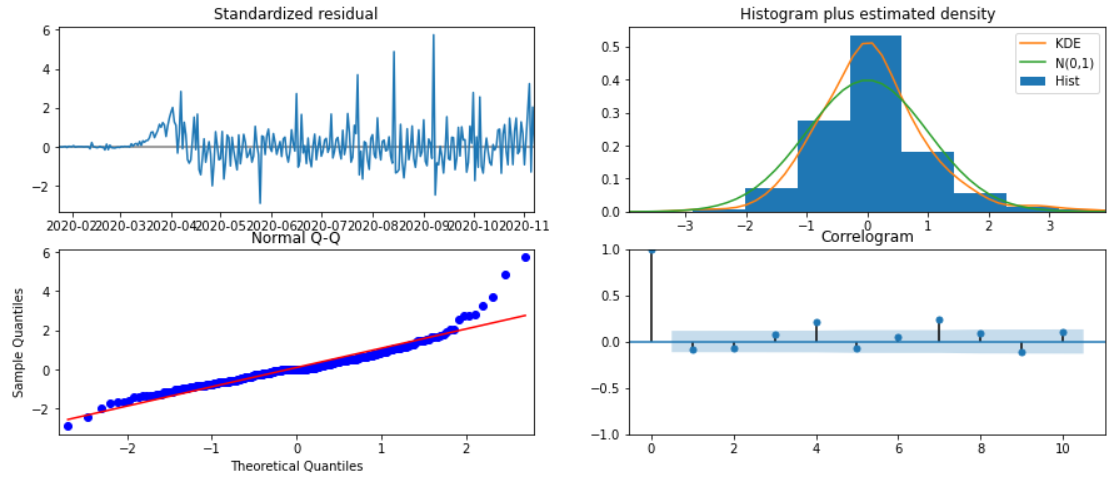 Standardized residual
6
4
2
0
−2
2020-02 2020-03 2020-04 2020-05 2020-06 2020-07 2020-08 2020-09 2020-10 2020-11
Histogram plus estimated density
KDE
N(0,1)
Hist
0.5
0.4
0.3
0.2
0.1
0.0
−3 −2 −1 0 1 2 3
Normal Q-Q
Sample Quantiles
6
4
2
0
−2
−2 −1 0 1 2
Theoretical Quantiles
Correlogram
1.0
0.5
0.0
−0.5
−1.0
0 2 4 6 8 10